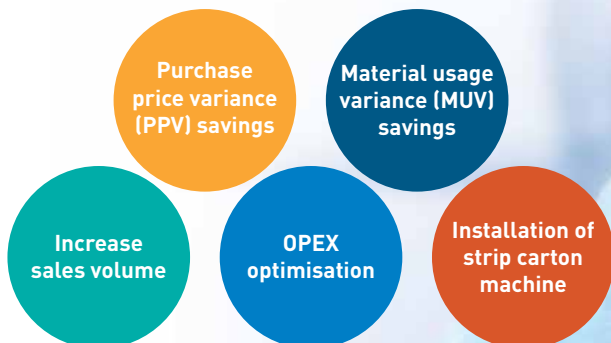 Purchase
price variance
(PPV) savings
Material usage
variance (MUV)
savings
Increase
sales volume
OPEX
optimisation
Installation of
strip carton
machine